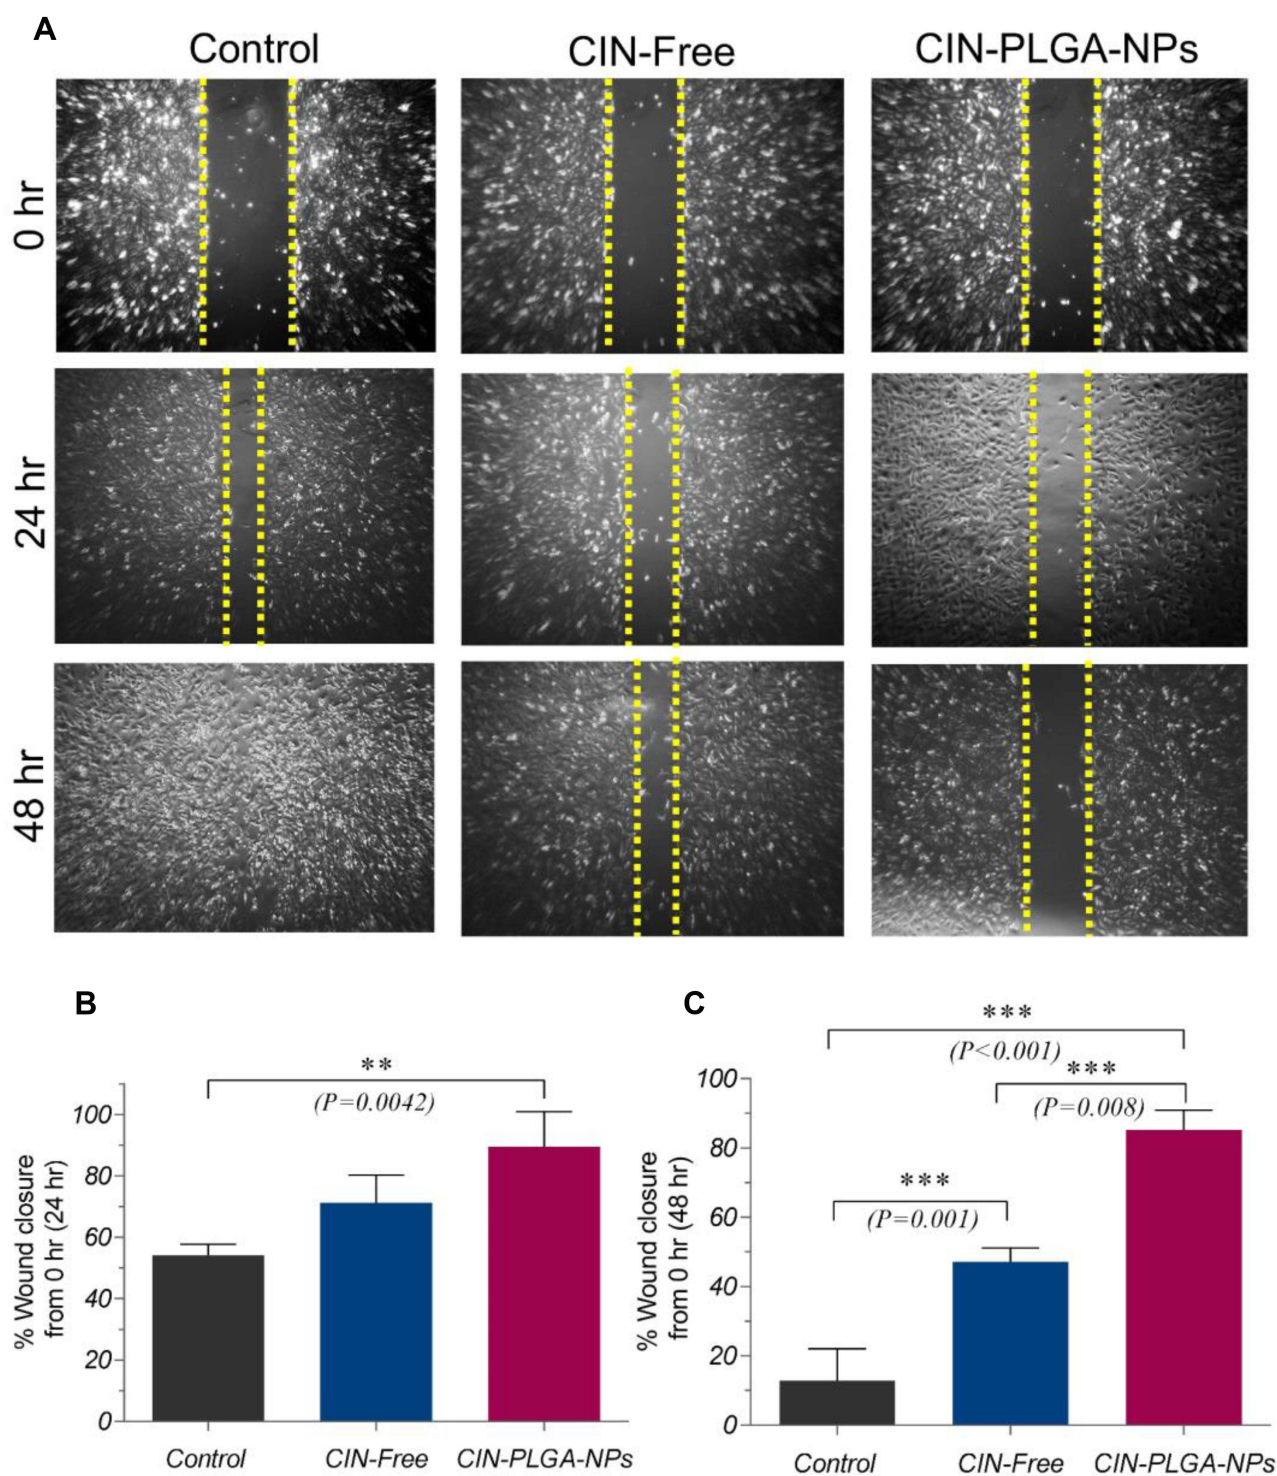 A
Control
CIN-Free
CIN-PLGA-NPs
0 hr
24 hr
48 hr
B
**
(P=0.0042)
% Wound closure
from 0 hr (24 hr)
100
80
60
40
20
0
Control
CIN-Free
CIN-PLGA-NPs
C
***
(P<0.001)
***
(P=0.008)
***
(P=0.001)
% Wound closure
from 0 hr (48 hr)
100
80
60
40
20
0
Control
CIN-Free
CIN-PLGA-NPs